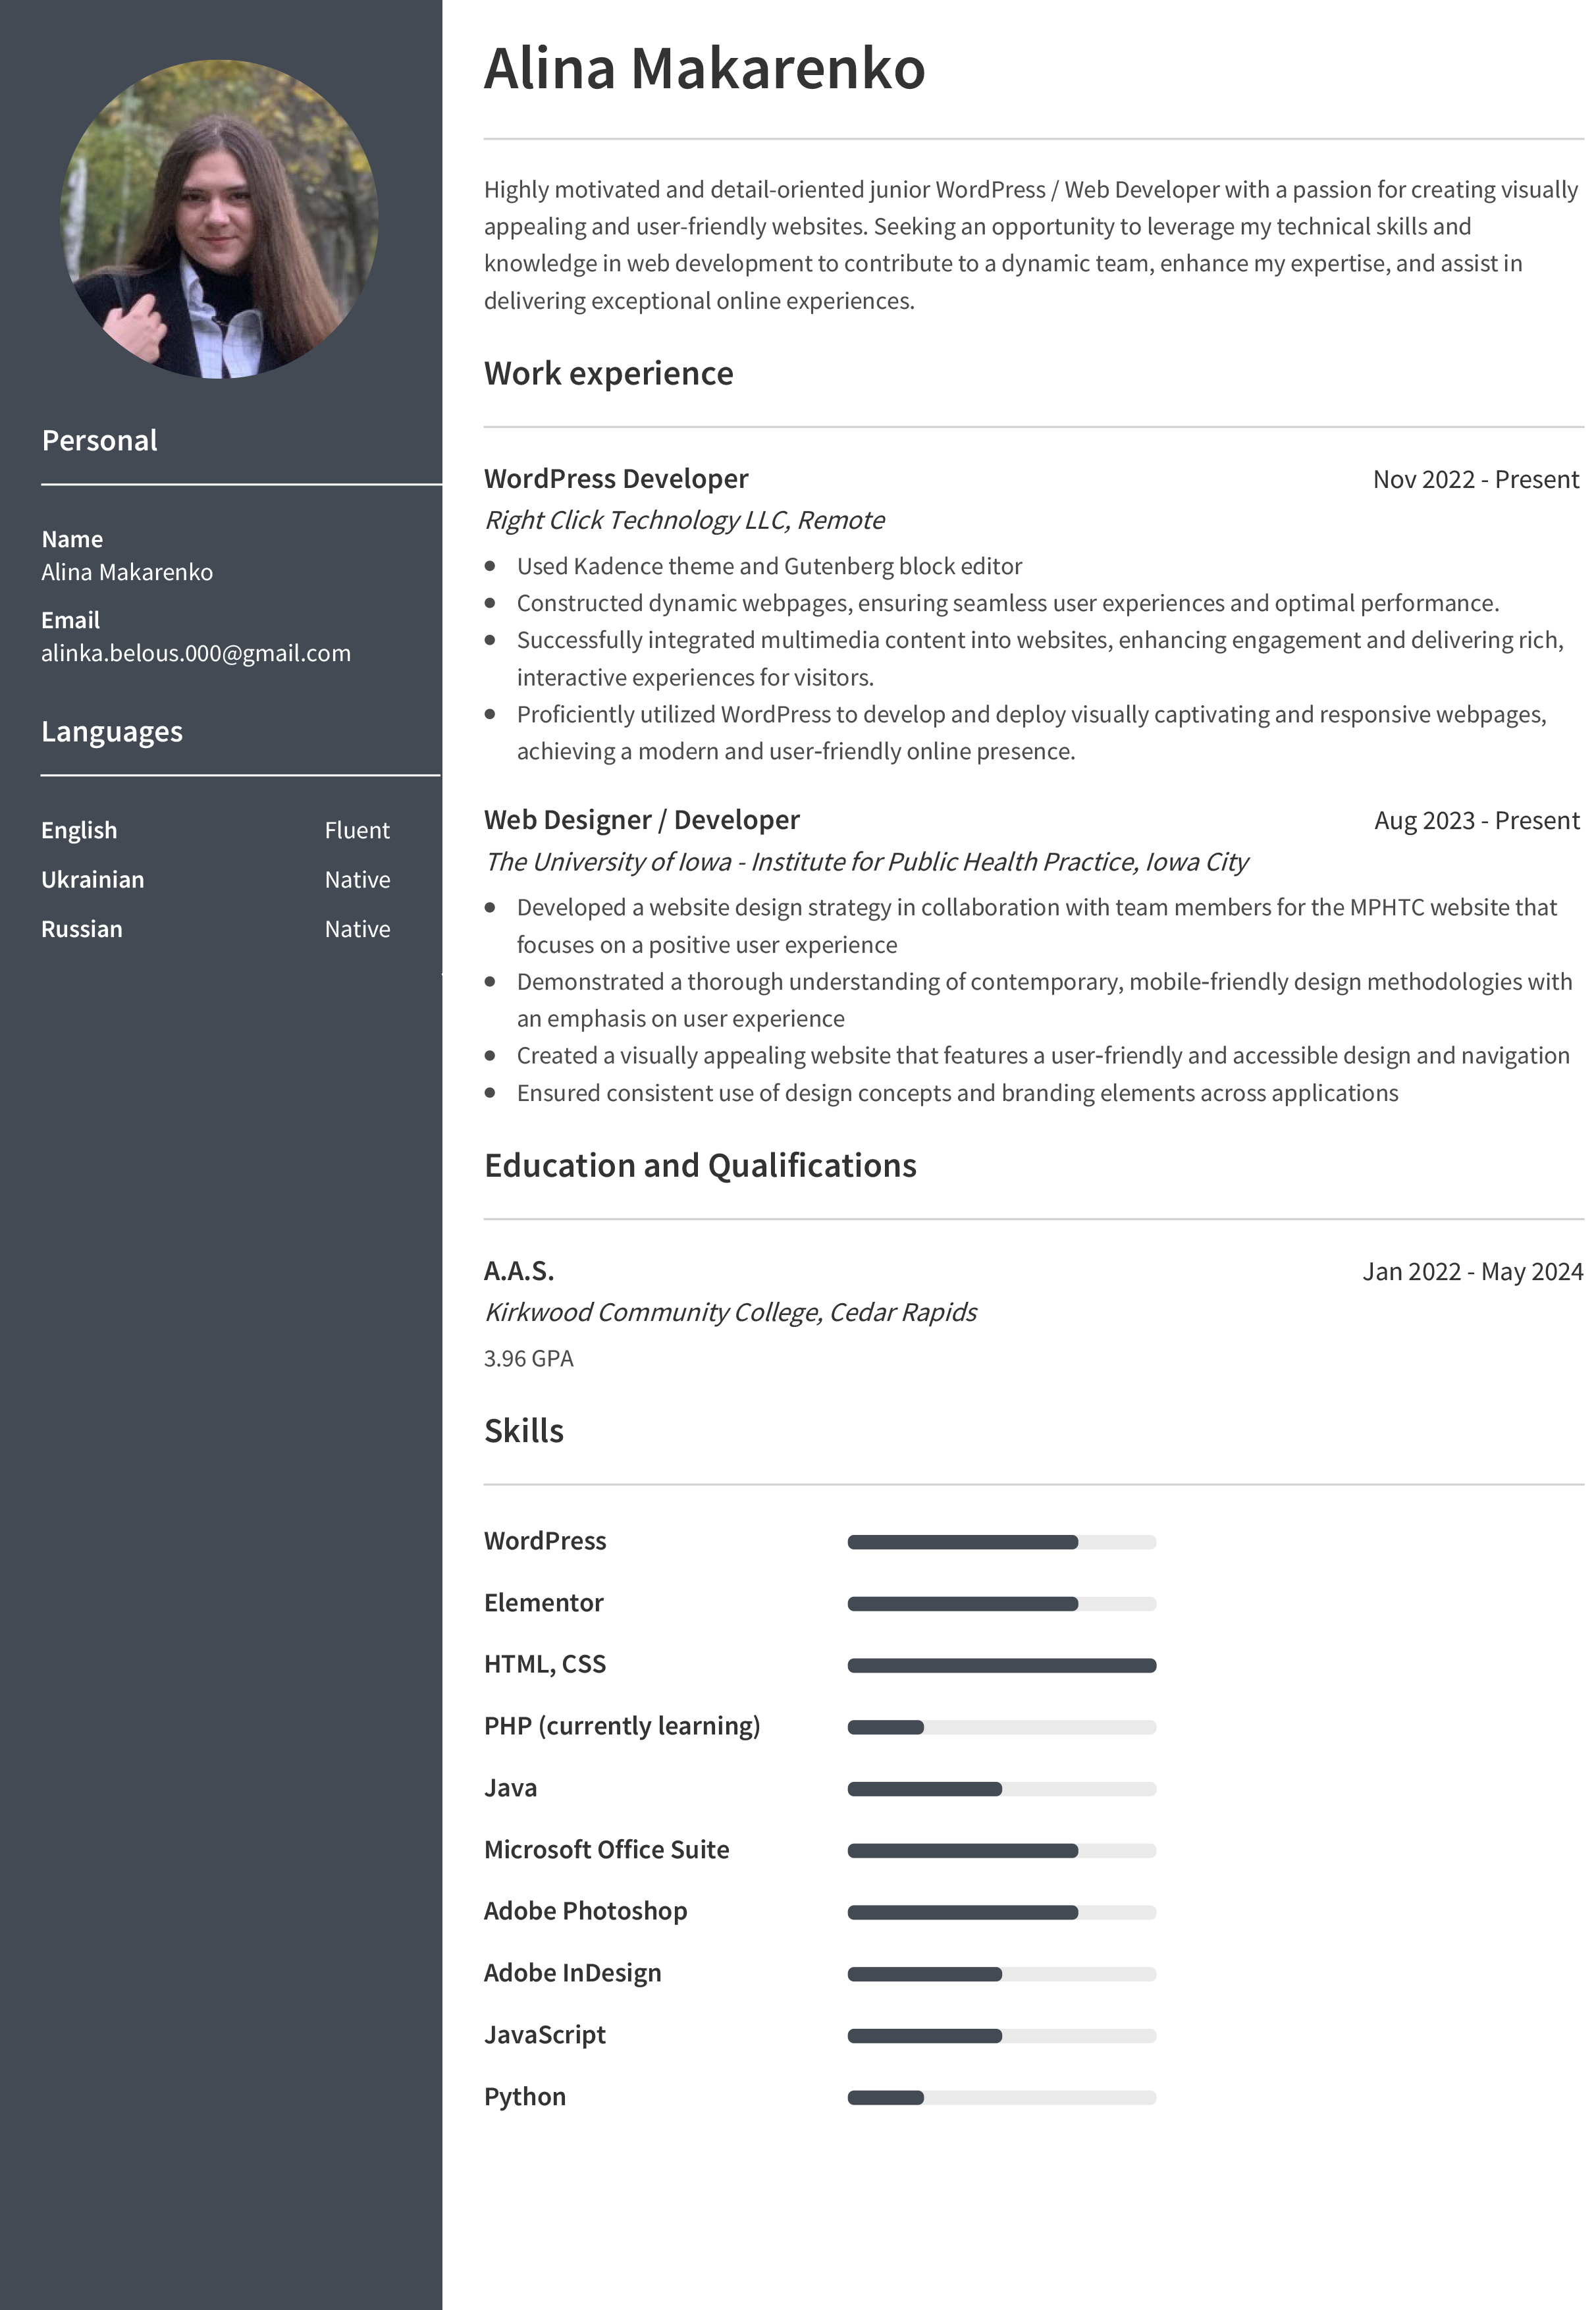 Alina Makarenko
Highly motivated and detail-oriented junior WordPress / Web Developer with a passion for creating visually
appealing and user-friendly websites. Seeking an opportunity to leverage my technical skills and
knowledge in web development to contribute to a dynamic team, enhance my expertise, and assist in
delivering exceptional online experiences.
Personal
Name
Alina Makarenko
Email
alinka.belous.000@gmail.com
Languages
English Fluent
Ukrainian Native
Russian Native
Work experience
WordPress Developer Nov 2022 - Present
Right Click Technology LLC, Remote
• Used Kadence theme and Gutenberg block editor
• Constructed dynamic webpages, ensuring seamless user experiences and optimal performance.
• Successfully integrated multimedia content into websites, enhancing engagement and delivering rich,
interactive experiences for visitors.
• Proficiently utilized WordPress to develop and deploy visually captivating and responsive webpages,
achieving a modern and user-friendly online presence.
Web Designer / Developer Aug 2023 - Present
The University of Iowa - Institute for Public Health Practice, Iowa City
• Developed a website design strategy in collaboration with team members for the MPHTC website that
focuses on a positive user experience
• Demonstrated a thorough understanding of contemporary, mobile-friendly design methodologies with
an emphasis on user experience
• Created a visually appealing website that features a user-friendly and accessible design and navigation
• Ensured consistent use of design concepts and branding elements across applications
Education and Qualifications
A.A.S. Jan 2022 - May 2024
Kirkwood Community College, Cedar Rapids
3.96 GPA
Skills
WordPress
Elementor
HTML, CSS
PHP (currently learning)
Java
Microsoft Office Suite
Adobe Photoshop
Adobe InDesign
JavaScript
Python